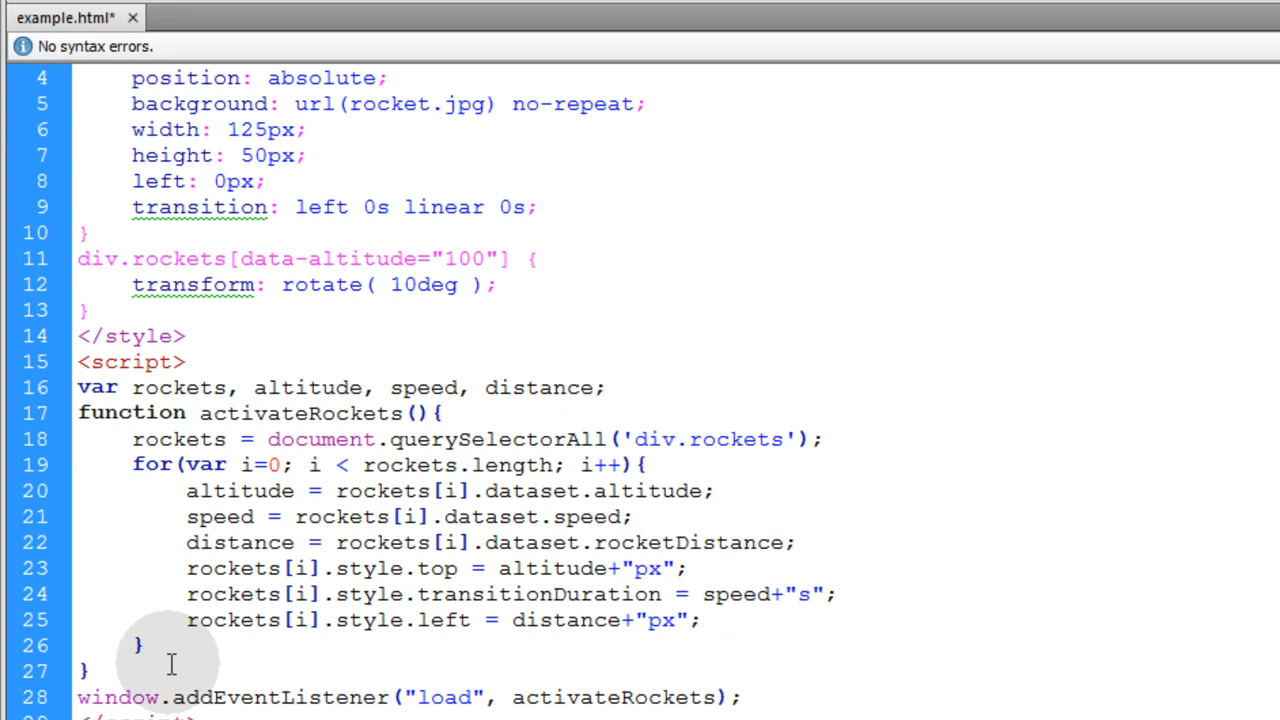 example.html* ×
No syntax errors.
4 position: absolute;
5 background: url(rocket.jpg) no-repeat;
6 width: 125px;
7 height: 50px;
8 left: 0px;
9 transition: left 0s linear 0s;
10 }
11 div.rockets[data-altitude="100"] {
12 transform: rotate( 10deg );
13 }
14 </style>
15 <script>
16 var rockets, altitude, speed, distance;
17 function activateRockets(){
18 rockets = document.querySelectorAll('div.rockets');
19 for(var i=0; i < rockets.length; i++){
20 altitude = rockets[i].dataset.altitude;
21 speed = rockets[i].dataset.speed;
22 distance = rockets[i].dataset.rocketDistance;
23 rockets[i].style.top = altitude+"px";
24 rockets[i].style.transitionDuration = speed+"s";
25 rockets[i].style.left = distance+"px";
26 }
27 }
28 window.addEventListener("load", activateRockets);
29 </script>